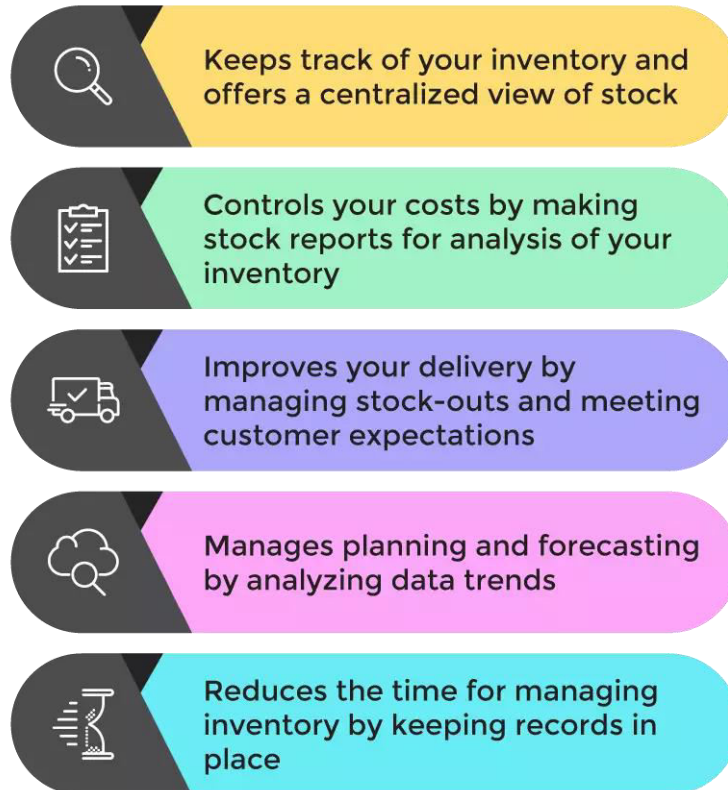 Keeps track of your inventory and
offers a centralized view of stock
Controls your costs by making
stock reports for analysis of your
inventory
Improves your delivery by
managing stock-outs and meeting
customer expectations
Manages planning and forecasting
by analyzing data trends
Reduces the time for managing
inventory by keeping records in
place